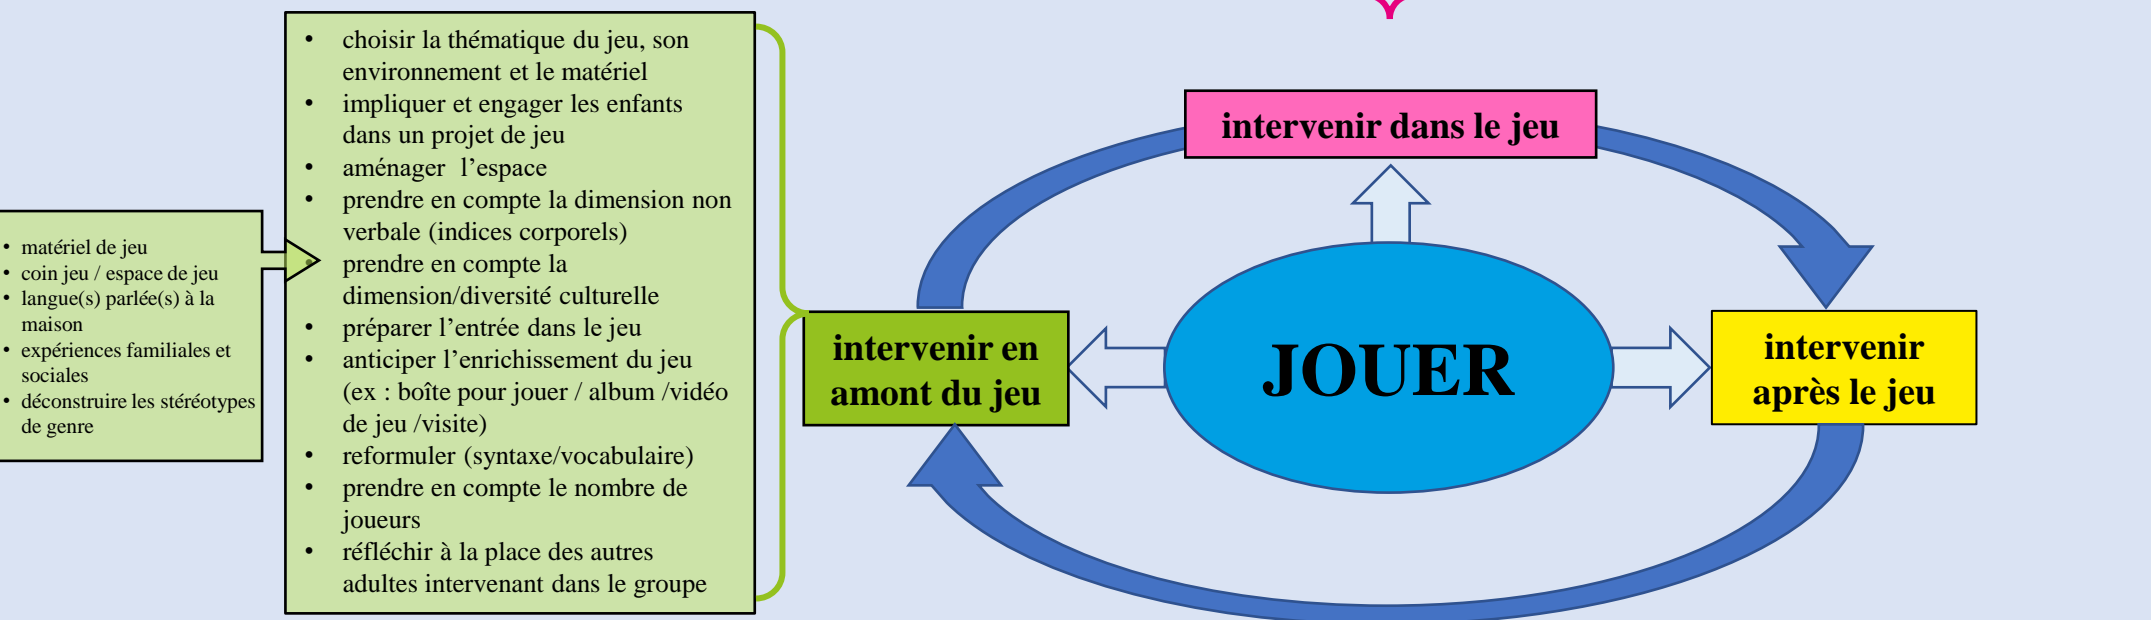 • matériel de jeu
• coin jeu / espace de jeu
• langue(s) parlée(s) à la
maison
• expériences familiales et
sociales
• déconstruire les stéréotypes
de genre
• choisir la thématique du jeu, son
environnement et le matériel
• impliquer et engager les enfants
dans un projet de jeu
• aménager l’espace
• prendre en compte la dimension non
verbale (indices corporels)
• prendre en compte la
dimension/diversité culturelle
• préparer l’entrée dans le jeu
• anticiper l’enrichissement du jeu
(ex : boîte pour jouer / album /vidéo
de jeu /visite)
• reformuler (syntaxe/vocabulaire)
• prendre en compte le nombre de
joueurs
• réfléchir à la place des autres
adultes intervenant dans le groupe
intervenir dans le jeu
intervenir en
amont du jeu
JOUER
intervenir
après le jeu